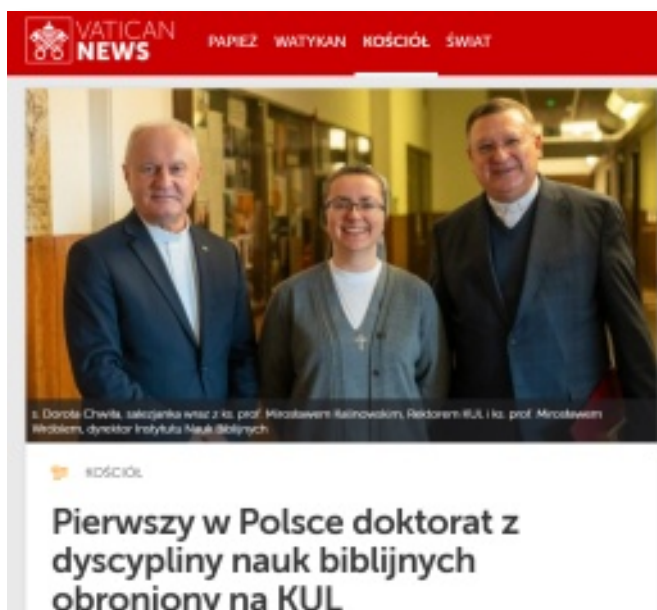 VATICAN
NEWS
PAPIEŻ WATYKAN KOŚCIÓŁ ŚWIAT
s. Dorota Chwiła, salezjanka wraz z ks. prof. Mirosławem Kalinowskim, Rektorem KUL i ks. prof. Mirosławem
Wróblem, dyrektor Instytutu Nauk Biblijnych
KOŚCIÓŁ
Pierwszy w Polsce doktorat z
dyscypliny nauk biblijnych
obroniony na KUL